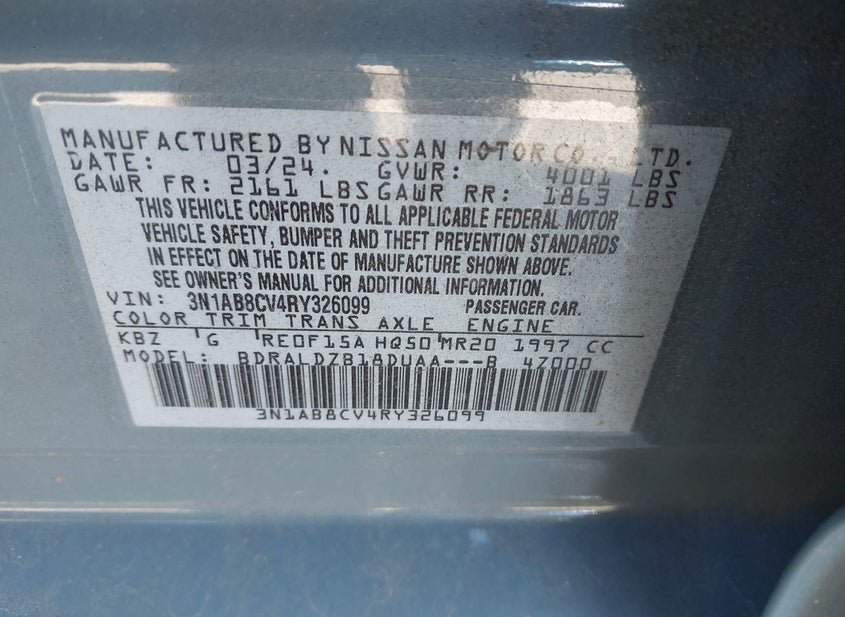 MANUFACTURED BY NISSAN MOTOR CO., LTD.
DATE: 03/24. GVWR: 4001 LBS
GAWR FR: 2161 LBS GAWR RR: 1863 LBS
THIS VEHICLE CONFORMS TO ALL APPLICABLE FEDERAL MOTOR
VEHICLE SAFETY, BUMPER AND THEFT PREVENTION STANDARDS
IN EFFECT ON THE DATE OF MANUFACTURE SHOWN ABOVE.
SEE OWNER'S MANUAL FOR ADDITIONAL INFORMATION.
VIN: 3N1AB8CV4RY326099 PASSENGER CAR.
COLOR TRIM TRANS AXLE ENGINE
KBZ G RE0F15A HQ50 MR20 1997 CC
MODEL: BDRALDZB18DUAA---B 47000
3N1AB8CV4RY326099